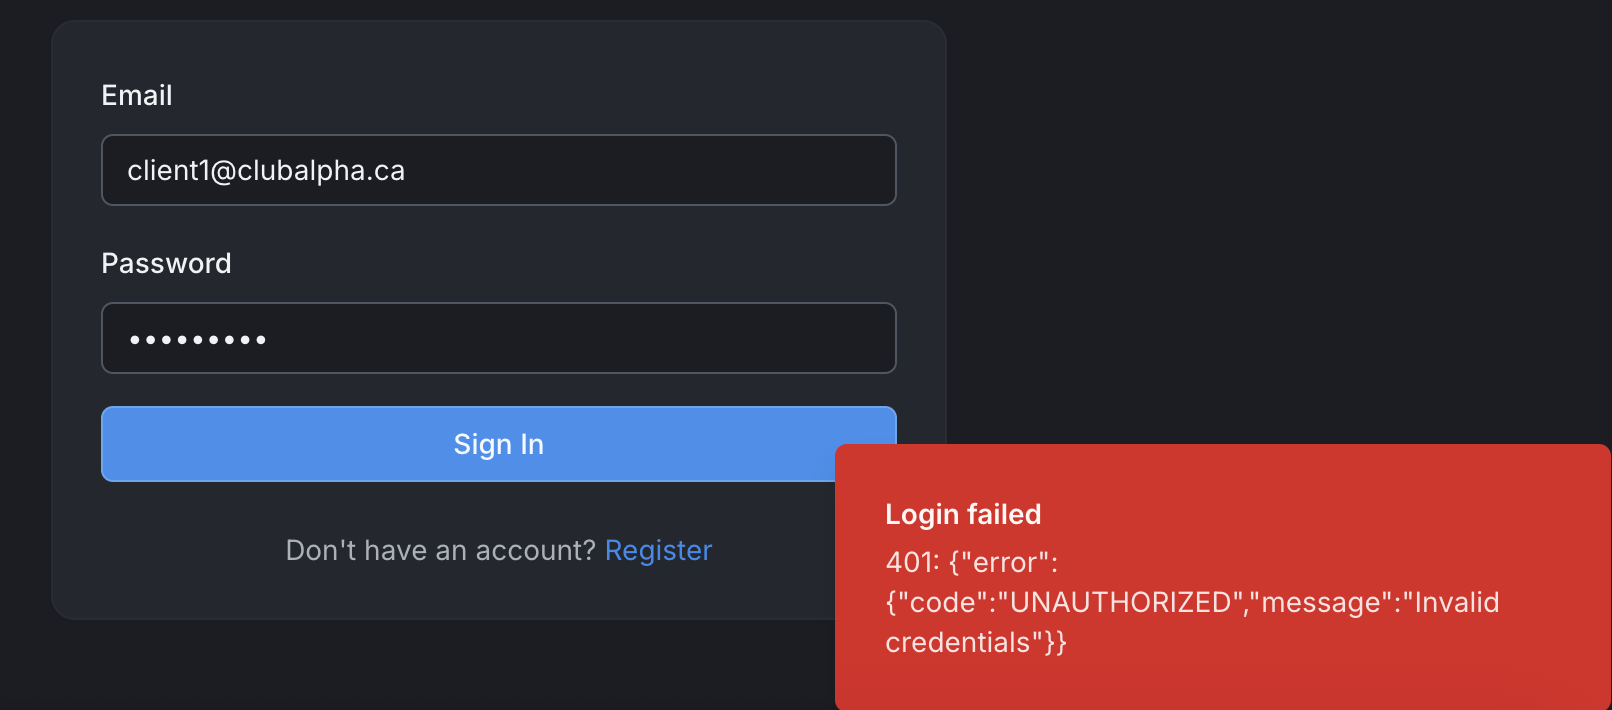 Email
client1@clubalpha.ca
Password
•••••••••
Sign In
Don't have an account? Register
Login failed
401: {"error":
{"code":"UNAUTHORIZED","message":"Invalid
credentials"}}